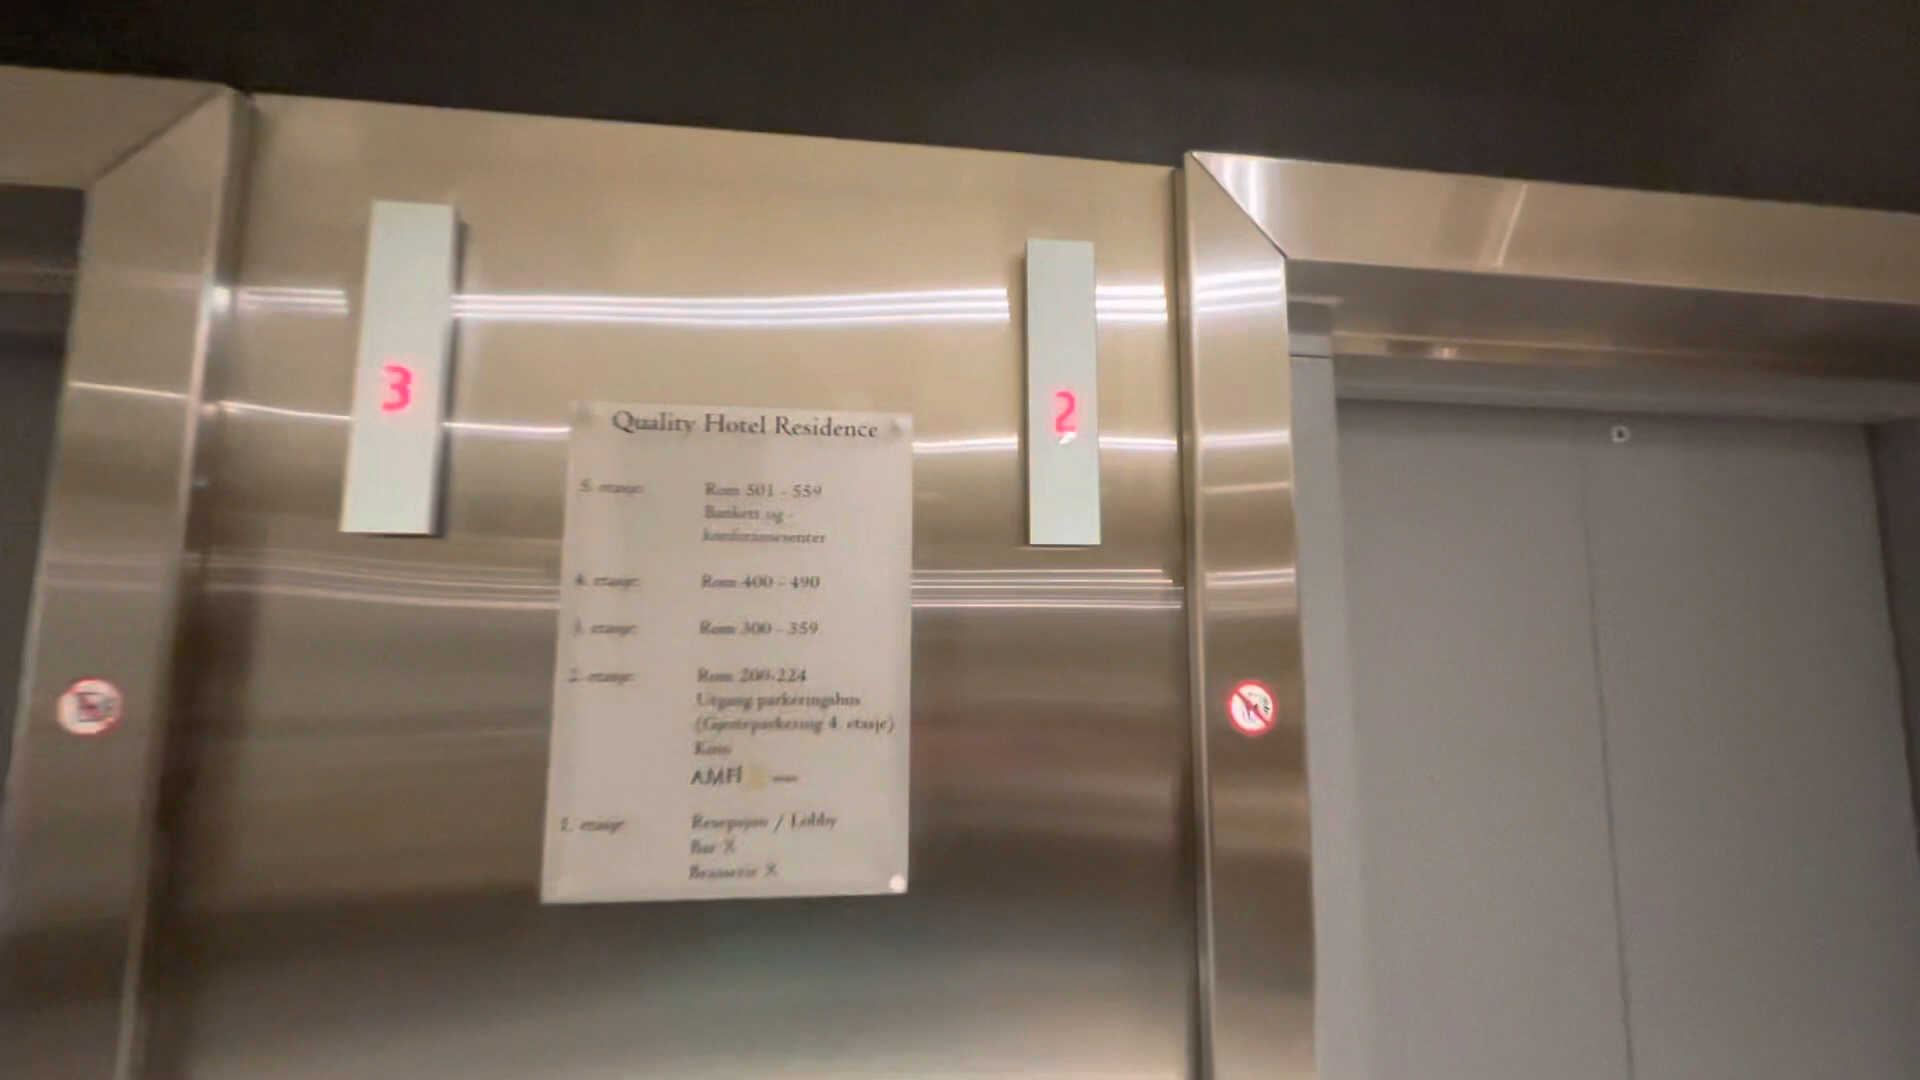 3
2
Quality Hotel Residence
5. etasje: Rom 501 - 559
Bankett og -
konferansesenter
4. etasje: Rom 400 - 490
3. etasje: Rom 300 - 359
2. etasje: Rom 200-224
Utgang parkeringshus
(Gjesteparkering 4. etasje)
Kino
AMFI
1. etasje: Resepsjon / Lobby
Bar X
Brasserie X